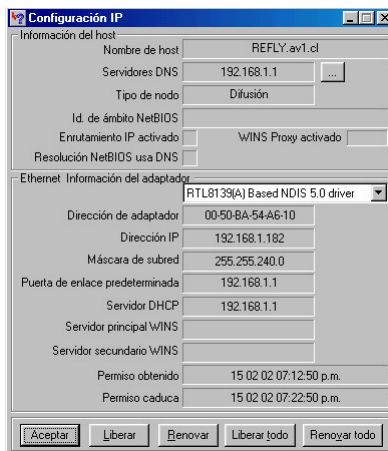 Configuración IP
Información del host
Nombre de host REFLY.av1.cl
Servidores DNS 192.168.1.1 ...
Tipo de nodo Difusión
Id. de ámbito NetBIOS
Enrutamiento IP activado WINS Proxy activado
Resolución NetBIOS usa DNS
Ethernet Información del adaptador
RTL8139(A) Based NDIS 5.0 driver
Dirección de adaptador 00-50-BA-54-A6-10
Dirección IP 192.168.1.182
Máscara de subred 255.255.240.0
Puerta de enlace predeterminada 192.168.1.1
Servidor DHCP 192.168.1.1
Servidor principal WINS
Servidor secundario WINS
Permiso obtenido 15 02 02 07:12:50 p.m.
Permiso caduca 15 02 02 07:22:50 p.m.
Aceptar Liberar Renovar Liberar todo Renovar todo